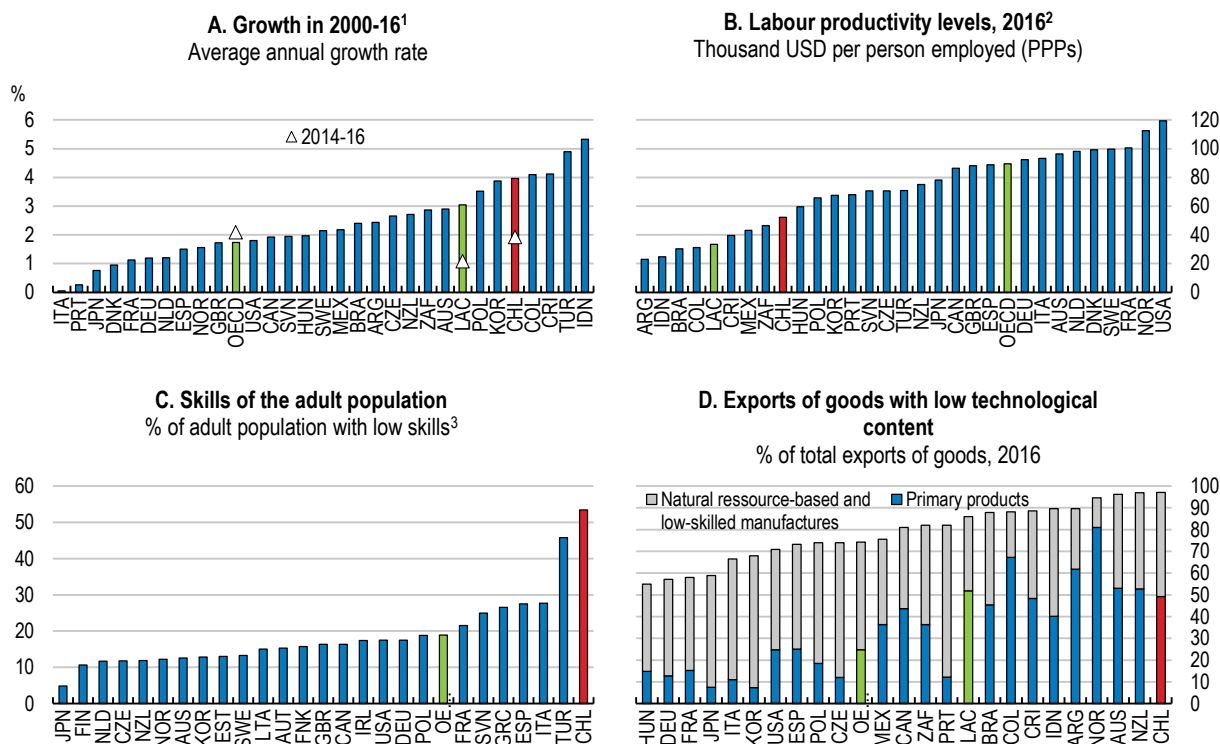 A. Growth in 2000-16¹
Average annual growth rate
%
6
5
4
3
2
1
0
△ 2014-16
ITA
PRT
JPN
DNK
FRA
DEU
NLD
ESP
NOR
GBR
OECD
USA
CAN
SVN
HUN
SWE
MEX
BRA
ARG
CZE
NZL
ZAF
AUS
LAC
POL
KOR
CHL
COL
CRI
TUR
IDN
B. Labour productivity levels, 2016²
Thousand USD per person employed (PPPs)
120
100
80
60
40
20
0
ARG
IDN
BRA
COL
LAC
CRI
MEX
ZAF
CHL
HUN
POL
KOR
PRT
SVN
CZE
TUR
NZL
JPN
CAN
GBR
ESP
OECD
DEU
ITA
AUS
NLD
DNK
SWE
FRA
NOR
USA
C. Skills of the adult population
% of adult population with low skills³
60
50
40
30
20
10
0
JPN
FIN
NLD
CZE
NZL
NOR
AUS
KOR
EST
SWE
LTA
AUT
FNK
GBR
CAN
IRL
USA
DEU
POL
OE
FRA
SVN
GRC
ESP
ITA
TUR
CHL
D. Exports of goods with low technological
content
% of total exports of goods, 2016
Natural ressource-based and
low-skilled manufactures
Primary products
100
90
80
70
60
50
40
30
20
10
0
HUN
DEU
FRA
JPN
ITA
KOR
USA
ESP
POL
CZE
OE
MEX
CAN
ZAF
PRT
LAC
BRA
COL
CRI
IDN
ARG
NOR
AUS
NZL
CHL